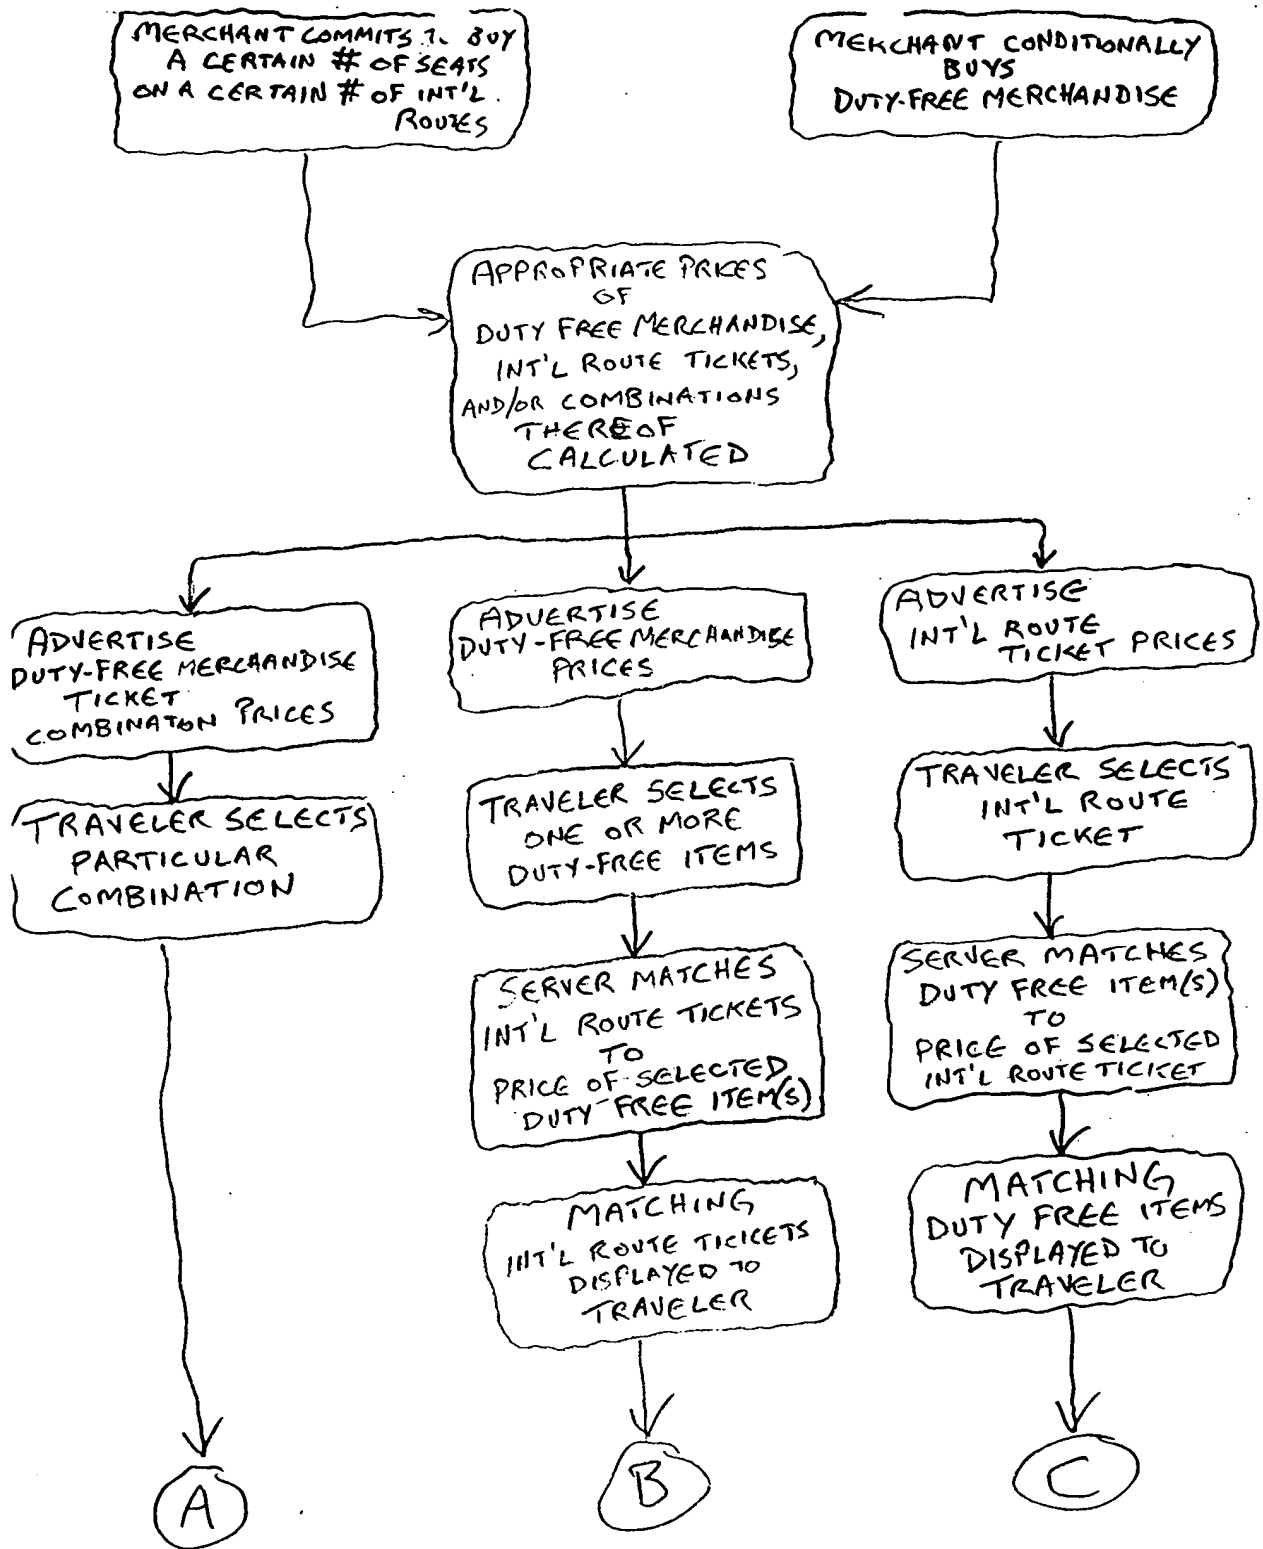 MERCHANT COMMITS TO BUY
A CERTAIN # OF SEATS
ON A CERTAIN # OF INT'L.
ROUTES
MERCHANT CONDITIONALLY
BUYS
DUTY-FREE MERCHANDISE
APPROPRIATE PRICES
OF
DUTY FREE MERCHANDISE,
INT'L ROUTE TICKETS,
AND/OR COMBINATIONS
THEREOF
CALCULATED
ADVERTISE
DUTY-FREE MERCHANDISE
TICKET
COMBINATON PRICES
TRAVELER SELECTS
PARTICULAR
COMBINATION
A
ADVERTISE
DUTY-FREE MERCHANDISE
PRICES
TRAVELER SELECTS
ONE OR MORE
DUTY-FREE ITEMS
SERVER MATCHES
INT'L ROUTE TICKETS
TO
PRICE OF SELECTED
DUTY FREE ITEM(S)
MATCHING
INT'L ROUTE TICKETS
DISPLAYED TO
TRAVELER
B
ADVERTISE
INT'L ROUTE
TICKET PRICES
TRAVELER SELECTS
INT'L ROUTE
TICKET
SERVER MATCHES
DUTY FREE ITEM(S)
TO
PRICE OF SELECTED
INT'L ROUTE TICKET
MATCHING
DUTY FREE ITEMS
DISPLAYED TO
TRAVELER
C